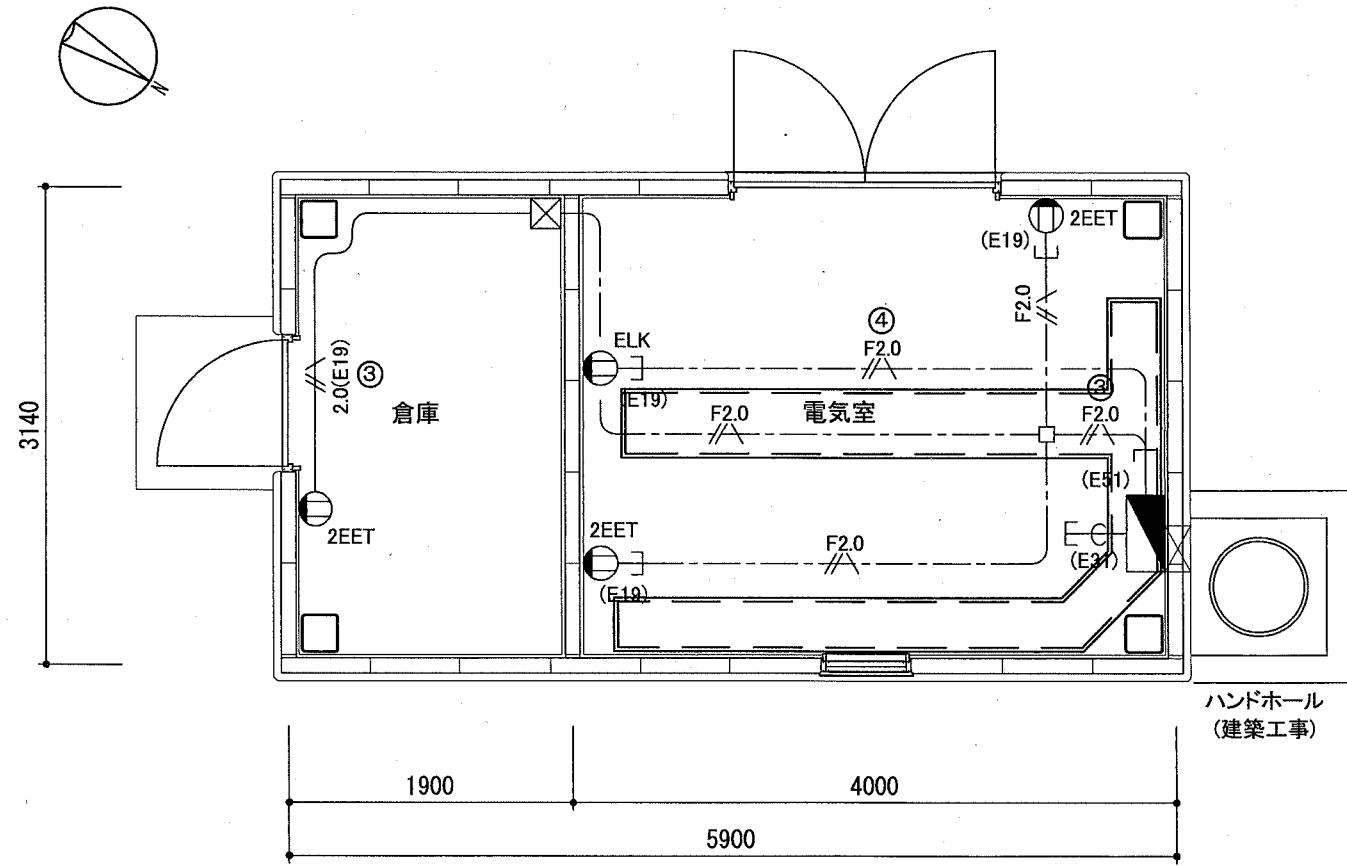 N
2EET
(E19)
F2.0
④
ELK
F2.0
③
2.0(E19)
③
(E19)
F2.0
電気室
F2.0
倉庫
3140
(E51)
2EET
2EET
F2.0
(E31)
(E19)
ハンドホール
(建築工事)
1900
4000
5900